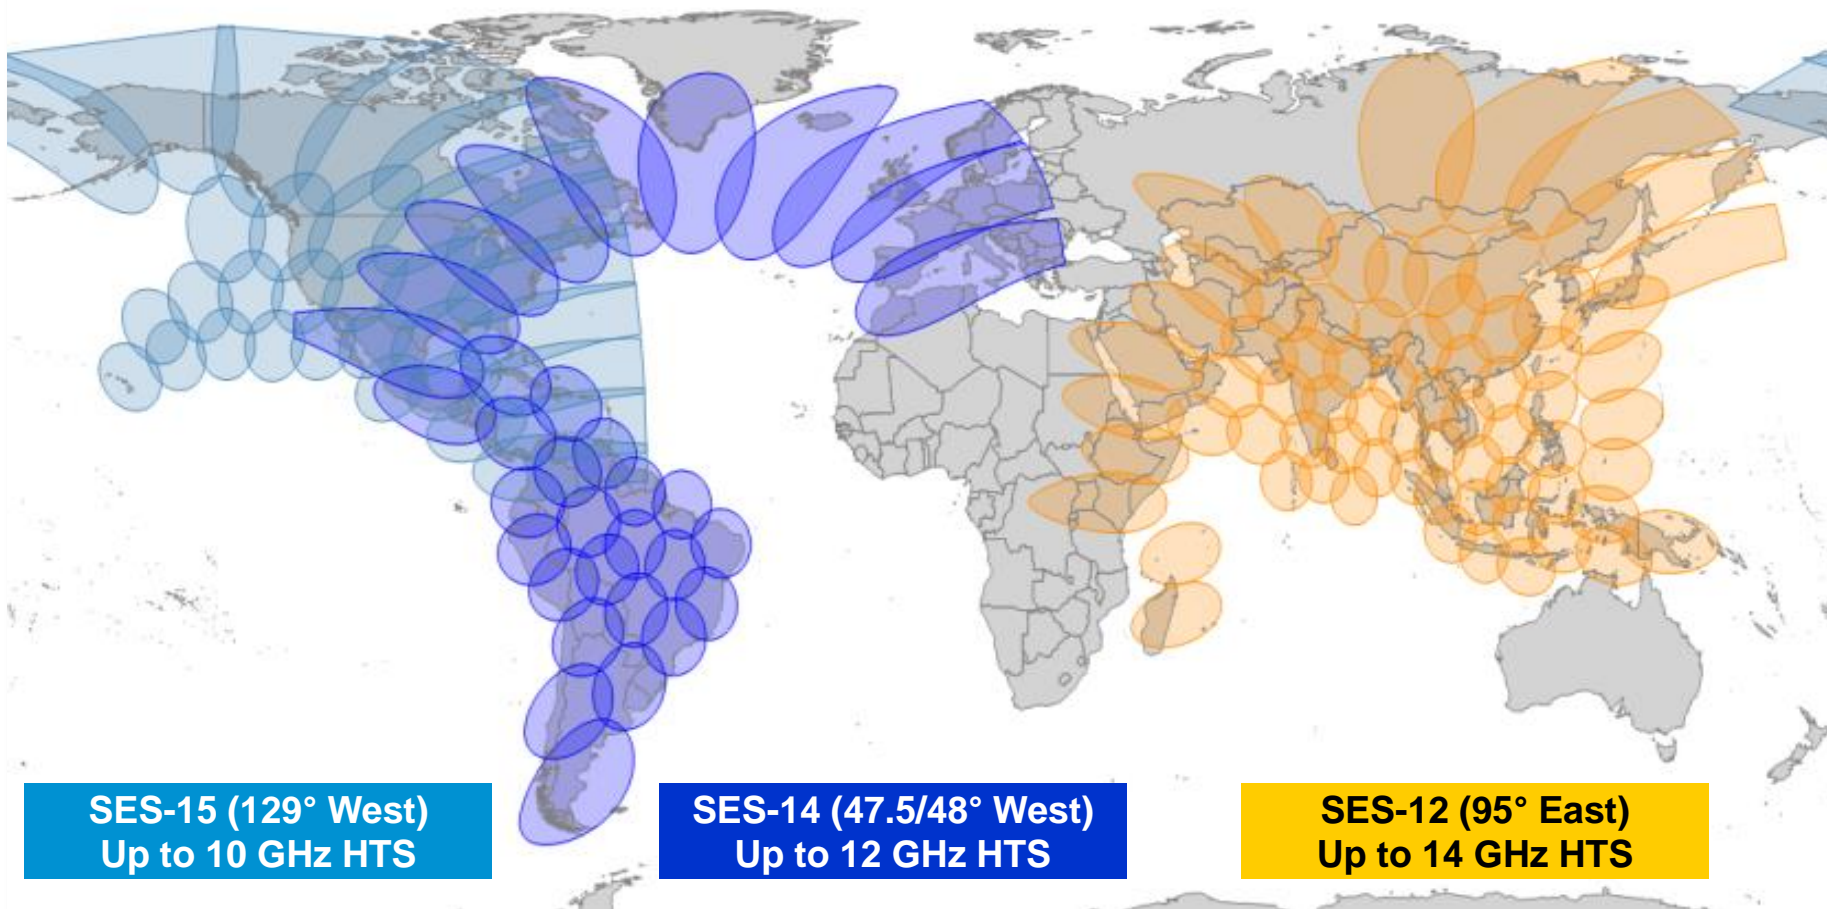 SES-15 (129° West)
Up to 10 GHz HTS
SES-14 (47.5/48° West)
Up to 12 GHz HTS
SES-12 (95° East)
Up to 14 GHz HTS